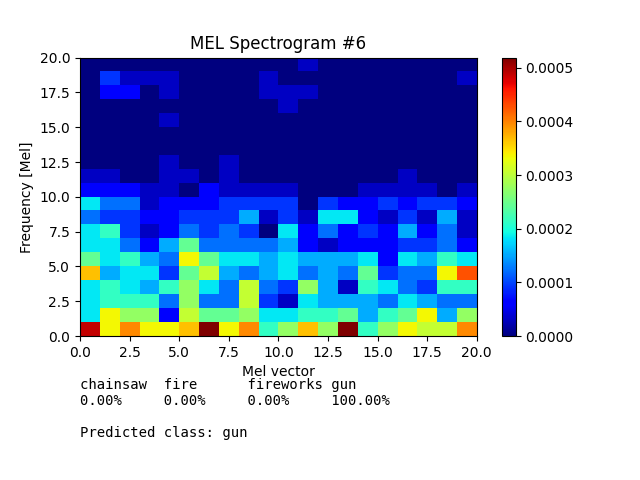 MEL Spectrogram #6
Frequency [Mel]
20.0
17.5
15.0
12.5
10.0
7.5
5.0
2.5
0.0
0.0 2.5 5.0 7.5 10.0 12.5 15.0 17.5 20.0
Mel vector
0.0005
0.0004
0.0003
0.0002
0.0001
0.0000
chainsaw fire fireworks gun
0.00% 0.00% 0.00% 100.00%
Predicted class: gun